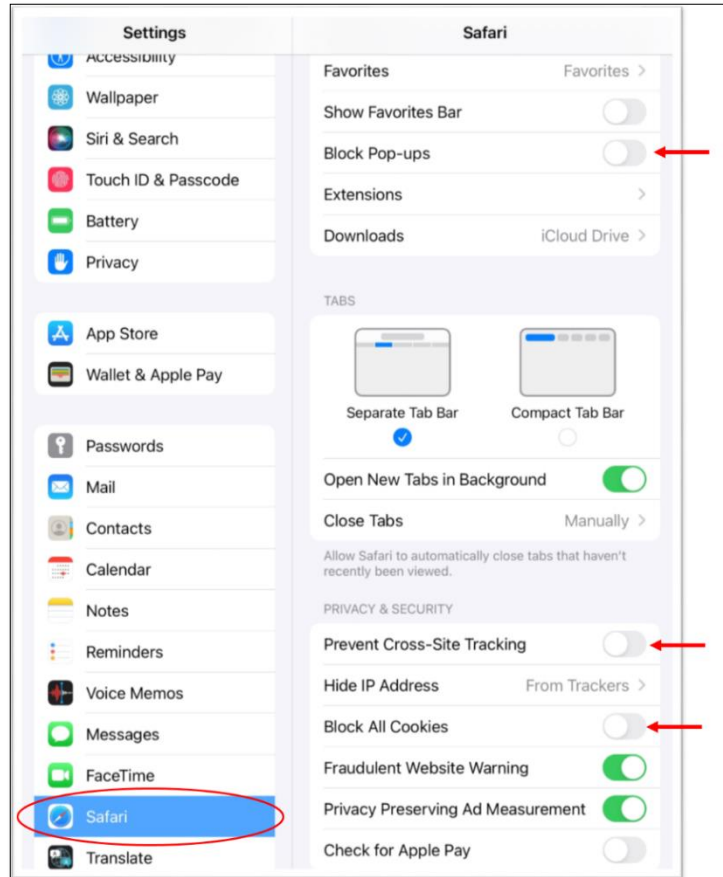 Settings
Accessibility
Wallpaper
Siri & Search
Touch ID & Passcode
Battery
Privacy
App Store
Wallet & Apple Pay
Passwords
Mail
Contacts
Calendar
Notes
Reminders
Voice Memos
Messages
FaceTime
Safari
Translate
Safari
Favorites Favorites >
Show Favorites Bar
Block Pop-ups
Extensions >
Downloads iCloud Drive >
TABS
Separate Tab Bar Compact Tab Bar
Open New Tabs in Background
Close Tabs Manually >
Allow Safari to automatically close tabs that haven't
recently been viewed.
PRIVACY & SECURITY
Prevent Cross-Site Tracking
Hide IP Address From Trackers >
Block All Cookies
Fraudulent Website Warning
Privacy Preserving Ad Measurement
Check for Apple Pay